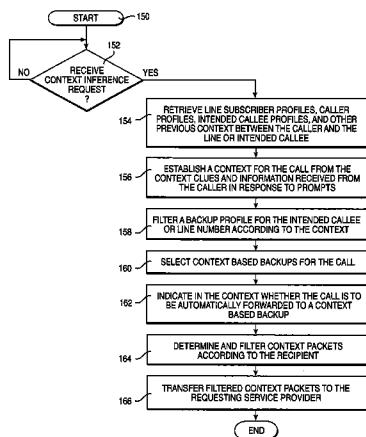 START
150
152
RECEIVE
CONTEXT INFERENCE
REQUEST
?
NO
YES
154
RETRIEVE LINE SUBSCRIBER PROFILES, CALLER
PROFILES, INTENDED CALLEE PROFILES, AND OTHER
PREVIOUS CONTEXT BETWEEN THE CALLER AND THE
LINE OR INTENDED CALLEE
156
ESTABLISH A CONTEXT FOR THE CALL FROM THE
CONTEXT CLUES AND INFORMATION RECEIVED FROM
THE CALLER IN RESPONSE TO PROMPTS
158
FILTER A BACKUP PROFILE FOR THE INTENDED CALLEE
OR LINE NUMBER ACCORDING TO THE CONTEXT
160
SELECT CONTEXT BASED BACKUPS FOR THE CALL
162
INDICATE IN THE CONTEXT WHETHER THE CALL IS TO
BE AUTOMATICALLY FORWARDED TO A CONTEXT
BASED BACKUP
164
DETERMINE AND FILTER CONTEXT PACKETS
ACCORDING TO THE RECIPIENT
166
TRANSFER FILTERED CONTEXT PACKETS TO THE
REQUESTING SERVICE PROVIDER
END